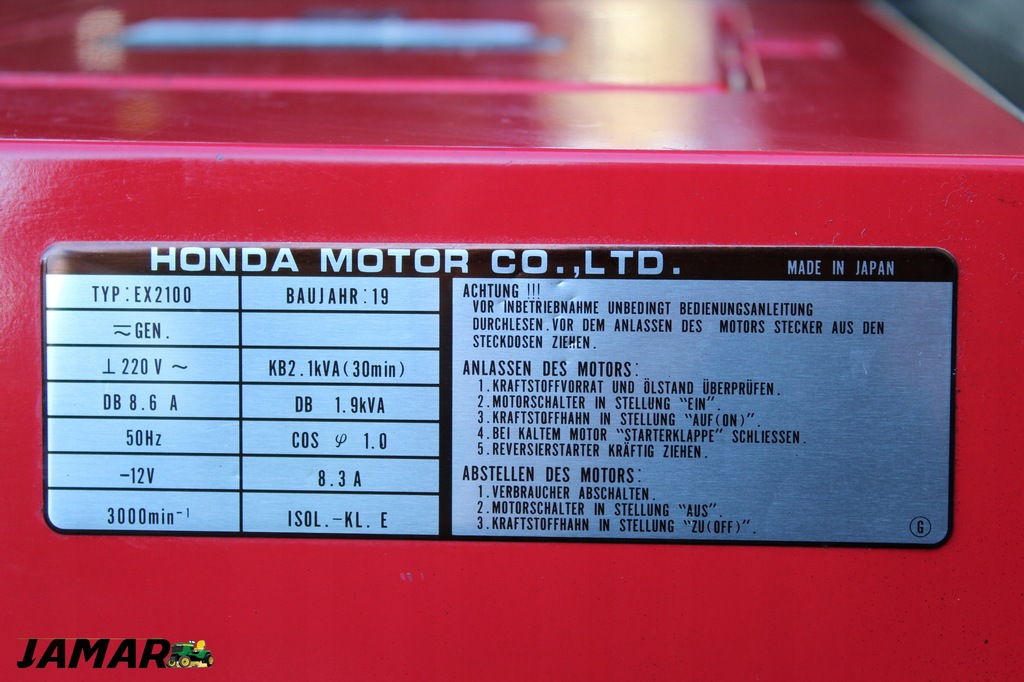 HONDA MOTOR CO.,LTD.
MADE IN JAPAN
TYP:EX2100
BAUJAHR:19
⎓GEN.
⊥220V ~
KB2.1kVA(30min)
DB 8.6 A
DB 1.9kVA
50Hz
COS φ 1.0
-12V
8.3A
3000min⁻¹
ISOL.-KL.E
ACHTUNG !!!
VOR INBETRIEBNAHME UNBEDINGT BEDIENUNGSANLEITUNG
DURCHLESEN.VOR DEM ANLASSEN DES MOTORS STECKER AUS DEN
STECKDOSEN ZIEHEN.
ANLASSEN DES MOTORS:
1.KRAFTSTOFFVORRAT UND ÖLSTAND ÜBERPRÜFEN.
2.MOTORSCHALTER IN STELLUNG "EIN".
3.KRAFTSTOFFHAHN IN STELLUNG "AUF(ON)".
4.BEI KALTEM MOTOR "STARTERKLAPPE" SCHLIESSEN.
5.REVERSIERSTARTER KRÄFTIG ZIEHEN.
ABSTELLEN DES MOTORS:
1.VERBRAUCHER ABSCHALTEN.
2.MOTORSCHALTER IN STELLUNG "AUS".
3.KRAFTSTOFFHAHN IN STELLUNG "ZU(OFF)".
Ⓖ
JAMAR